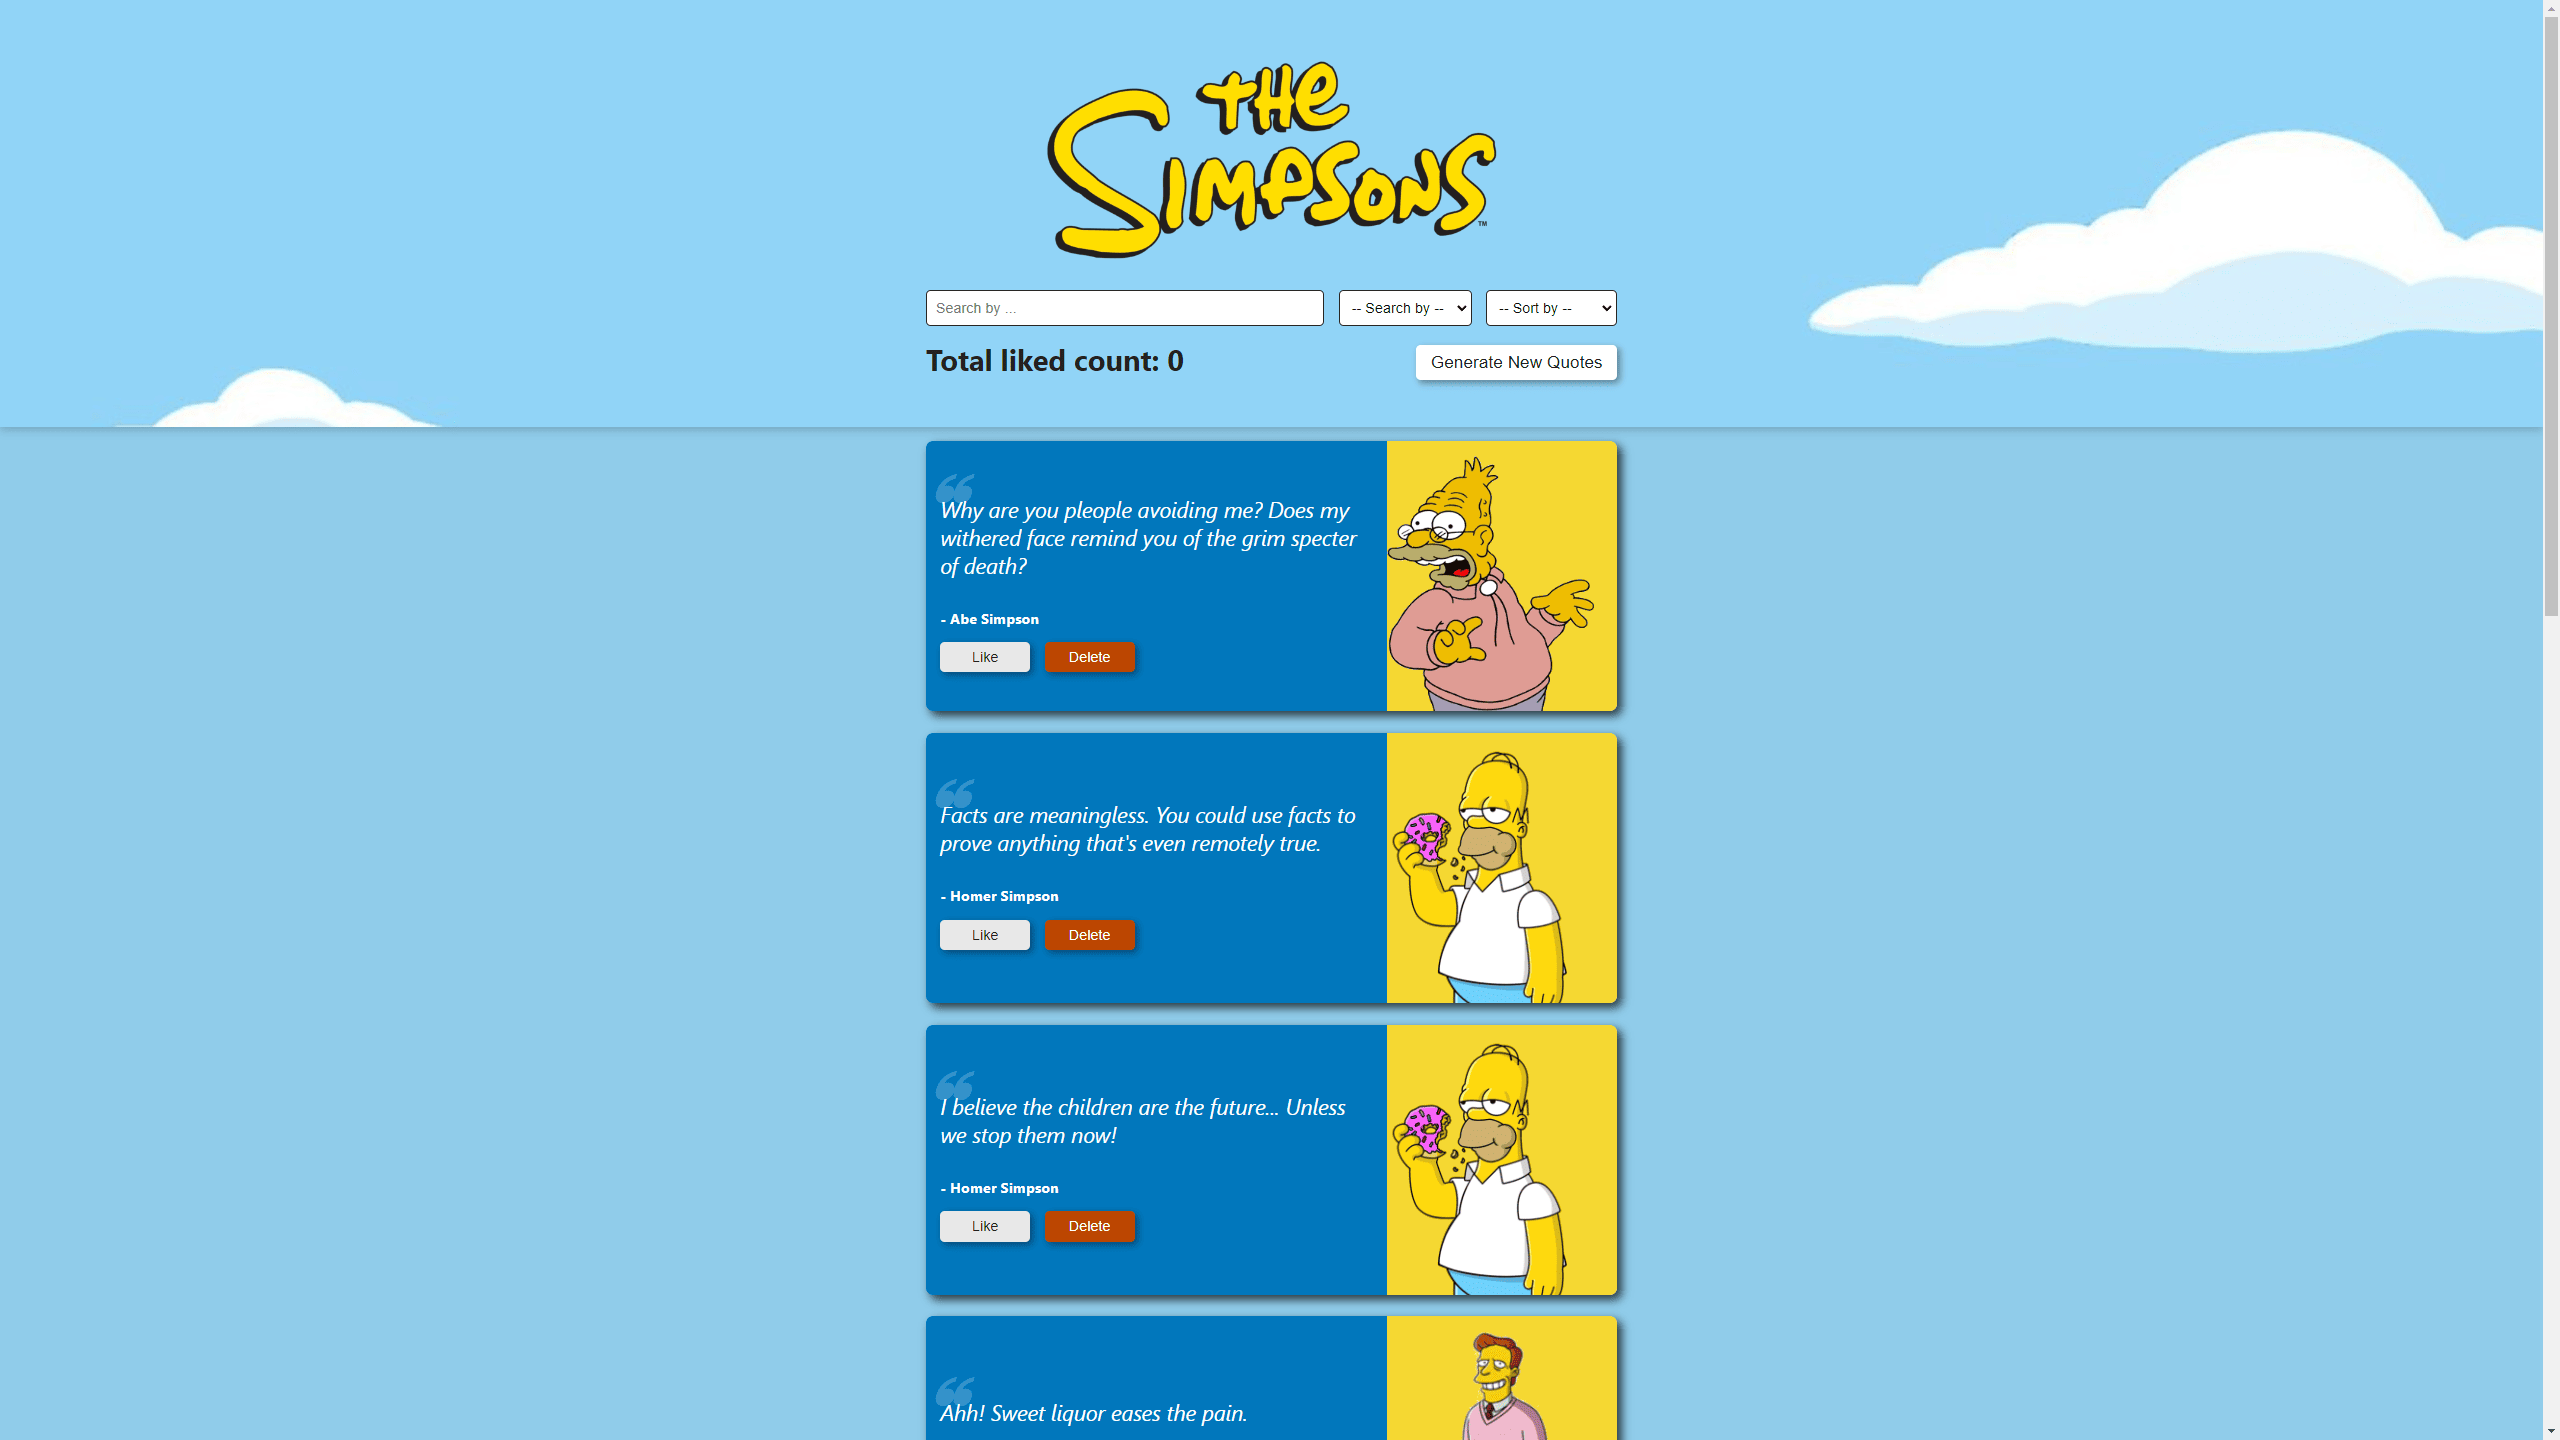 THE
SIMPSONS
TM
Search by ...
-- Search by --
-- Sort by --
Total liked count: 0
Generate New Quotes
Why are you pleople avoiding me? Does my
withered face remind you of the grim specter
of death?
- Abe Simpson
Like
Delete
Facts are meaningless. You could use facts to
prove anything that's even remotely true.
- Homer Simpson
Like
Delete
I believe the children are the future... Unless
we stop them now!
- Homer Simpson
Like
Delete
Ahh! Sweet liquor eases the pain.